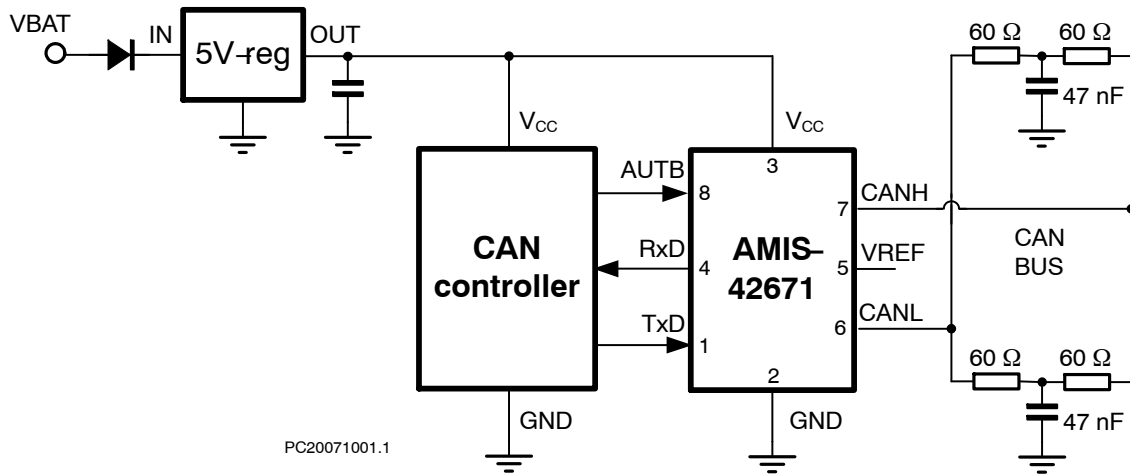 VBAT
IN
5V-reg
OUT
60 Ω
60 Ω
47 nF
VCC
VCC
AUTB
8
3
7
CANH
CAN
controller
RxD
4
AMIS-
42671
5
VREF
CAN
BUS
TxD
1
6
CANL
2
60 Ω
60 Ω
47 nF
GND
GND
PC20071001.1